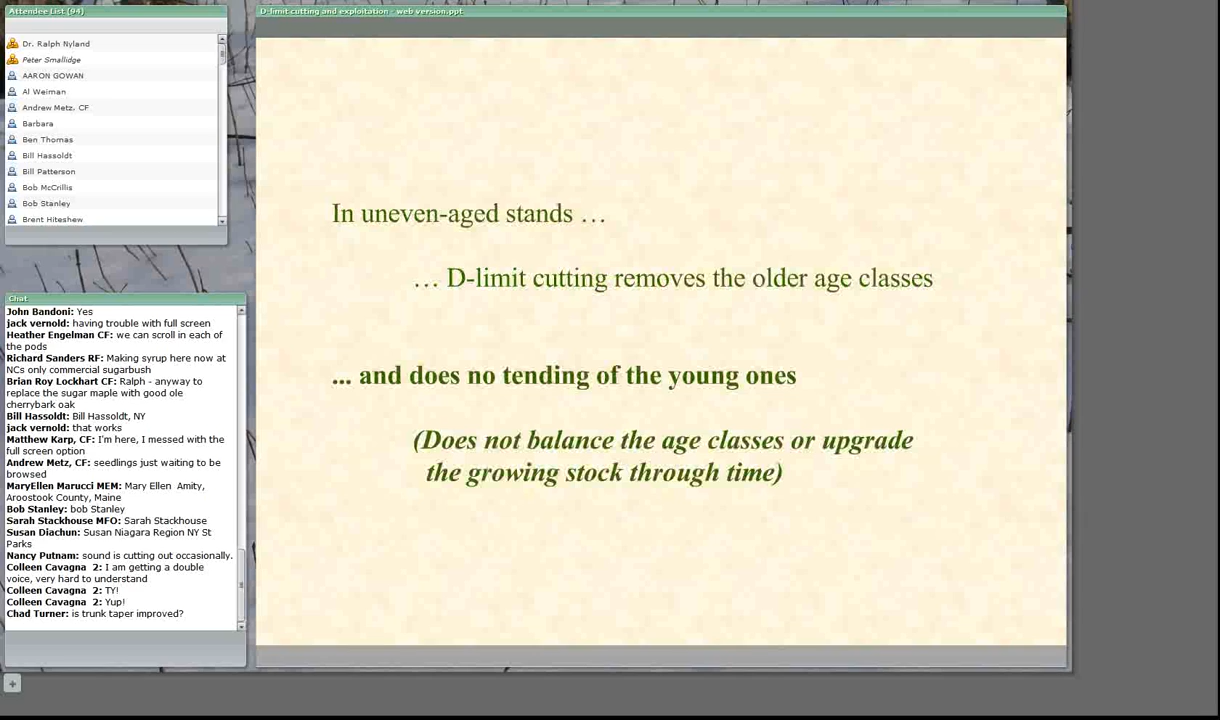 Attendee List (94)
Dr. Ralph Nyland
Peter Smallidge
AARON GOWAN
Al Weiman
Andrew Metz, CF
Barbara
Ben Thomas
Bill Hassoldt
Bill Patterson
Bob McCrillis
Bob Stanley
Brent Hiteshew
Chat
John Bandoni: Yes
jack vernold: having trouble with full screen
Heather Engelman CF: we can scroll in each of
the pods
Richard Sanders RF: Making syrup here now at
NCs only commercial sugarbush
Brian Roy Lockhart CF: Ralph - anyway to
replace the sugar maple with good ole
cherrybark oak
Bill Hassoldt: Bill Hassoldt, NY
jack vernold: that works
Matthew Karp, CF: I'm here, I messed with the
full screen option
Andrew Metz, CF: seedlings just waiting to be
browsed
MaryEllen Marucci MEM: Mary Ellen Amity,
Aroostook County, Maine
Bob Stanley: bob Stanley
Sarah Stackhouse MFO: Sarah Stackhouse
Susan Diachun: Susan Niagara Region NY St
Parks
Nancy Putnam: sound is cutting out occasionally.
Colleen Cavagna 2: I am getting a double
voice, very hard to understand
Colleen Cavagna 2: TY!
Colleen Cavagna 2: Yup!
Chad Turner: is trunk taper improved?
D-limit cutting and exploitation - web version.ppt
In uneven-aged stands …
… D-limit cutting removes the older age classes
... and does no tending of the young ones
(Does not balance the age classes or upgrade
the growing stock through time)